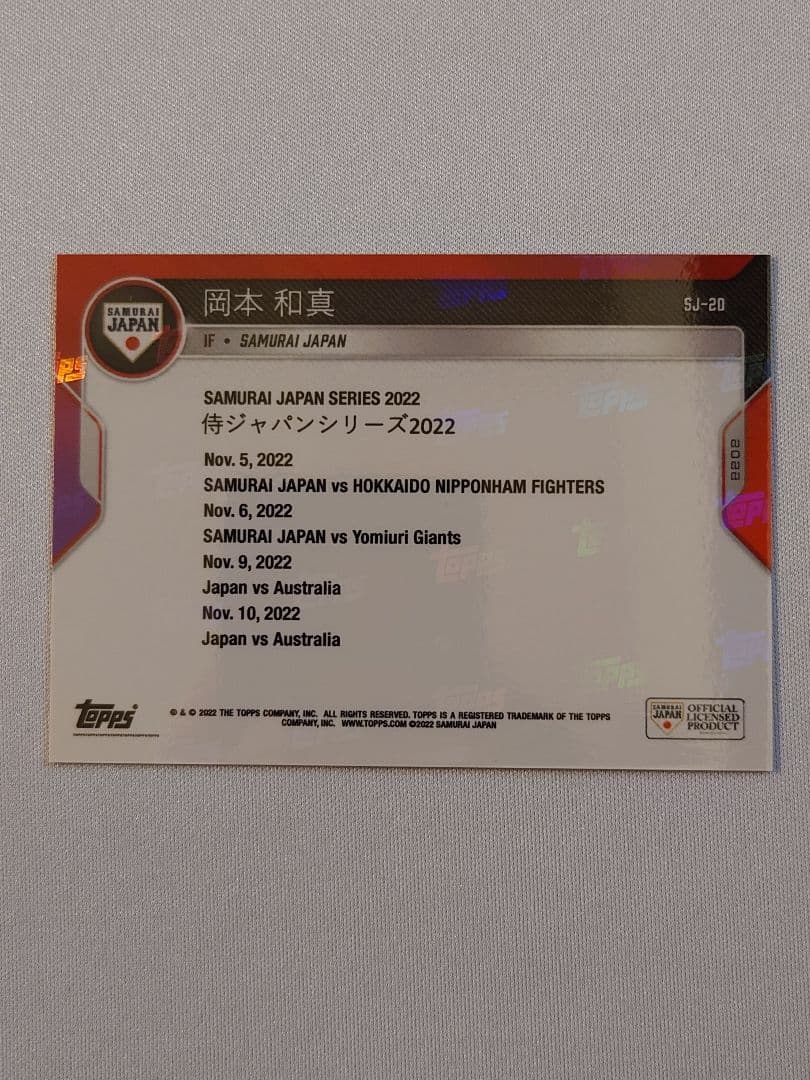 SAMURAI
JAPAN
岡本 和真
SJ-20
IF • SAMURAI JAPAN
SAMURAI JAPAN SERIES 2022
侍ジャパンシリーズ2022
Nov. 5, 2022
SAMURAI JAPAN vs HOKKAIDO NIPPONHAM FIGHTERS
Nov. 6, 2022
SAMURAI JAPAN vs Yomiuri Giants
Nov. 9, 2022
Japan vs Australia
Nov. 10, 2022
Japan vs Australia
2022
Topps
® & © 2022 THE TOPPS COMPANY, INC. ALL RIGHTS RESERVED. TOPPS IS A REGISTERED TRADEMARK OF THE TOPPS
COMPANY, INC. WWW.TOPPS.COM ©2022 SAMURAI JAPAN
SAMURAI
JAPAN
OFFICIAL
LICENSED
PRODUCT